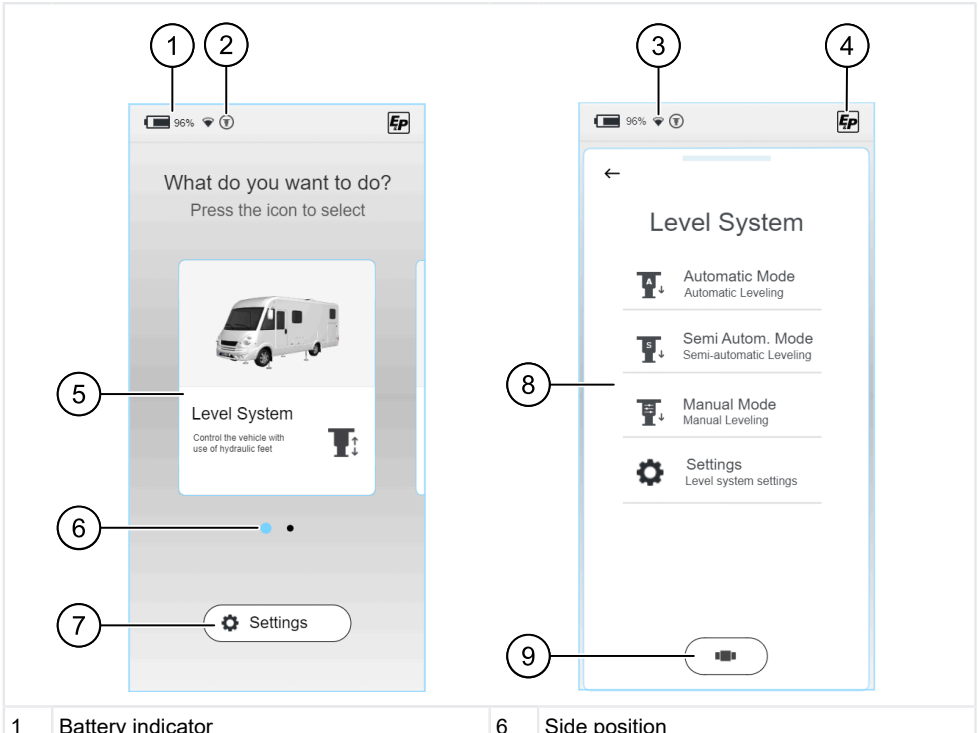 1 2 3 4
96%
E&P
What do you want to do?
Press the icon to select
5
Level System
Control the vehicle with
use of hydraulic feet
6
7
Settings
96%
E&P
Level System
A
Automatic Mode
Automatic Leveling
S
Semi Autom. Mode
Semi-automatic Leveling
8
Manual Mode
Manual Leveling
Settings
Level system settings
9
1 Battery indicator
6 Side position